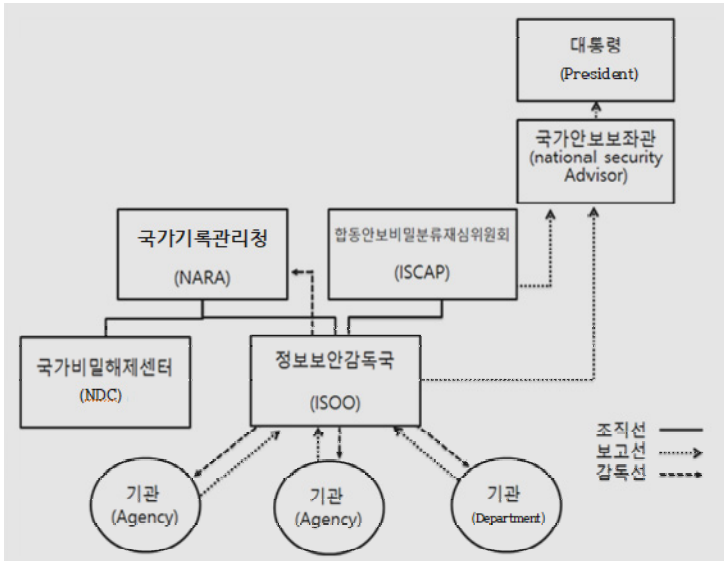 대통령
(President)
국가안보보좌관
(national security
Advisor)
국가기록관리청
(NARA)
합동안보비밀분류재심위원회
(ISCAP)
국가비밀해제센터
(NDC)
정보보안감독국
(ISOO)
조직선
보고선
감독선
기관
(Agency)
기관
(Agency)
기관
(Department)